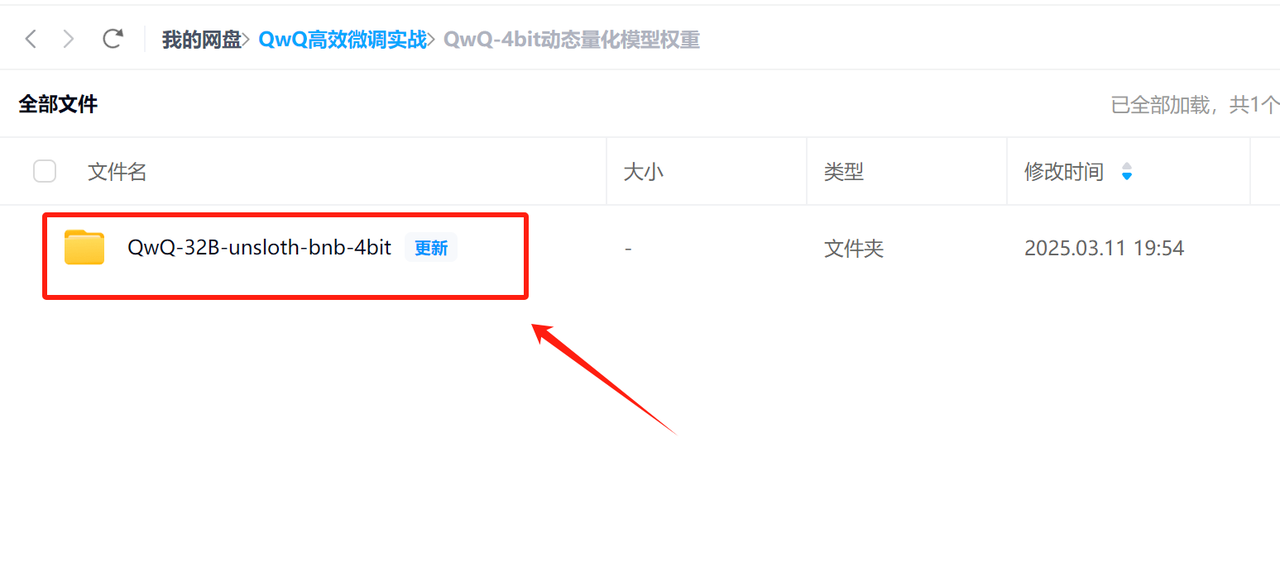 我的网盘> QwQ高效微调实战> QwQ-4bit动态量化模型权重
全部文件 已全部加载，共1个
文件名 大小 类型 修改时间
QwQ-32B-unsloth-bnb-4bit 更新 - 文件夹 2025.03.11 19:54